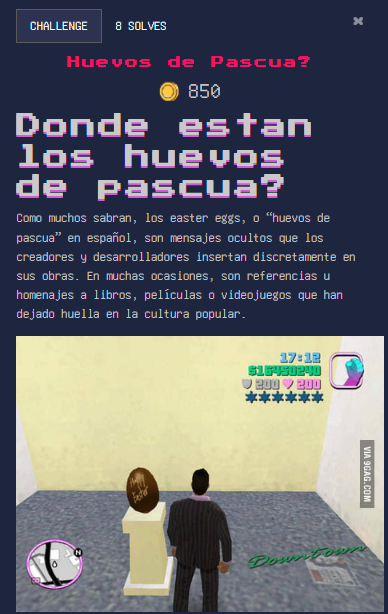 CHALLENGE
8 SOLVES
×
Huevos de Pascua?
850
Donde estan
los huevos
de pascua?
Como muchos sabran, los easter eggs, o “huevos de
pascua” en español, son mensajes ocultos que los
creadores y desarrolladores insertan discretamente en
sus obras. En muchas ocasiones, son referencias u
homenajes a libros, películas o videojuegos que han
dejado huella en la cultura popular.
17:12
$16450240
200 200
VIA 9GAG.COM
Happy
Easter
N
DownTown